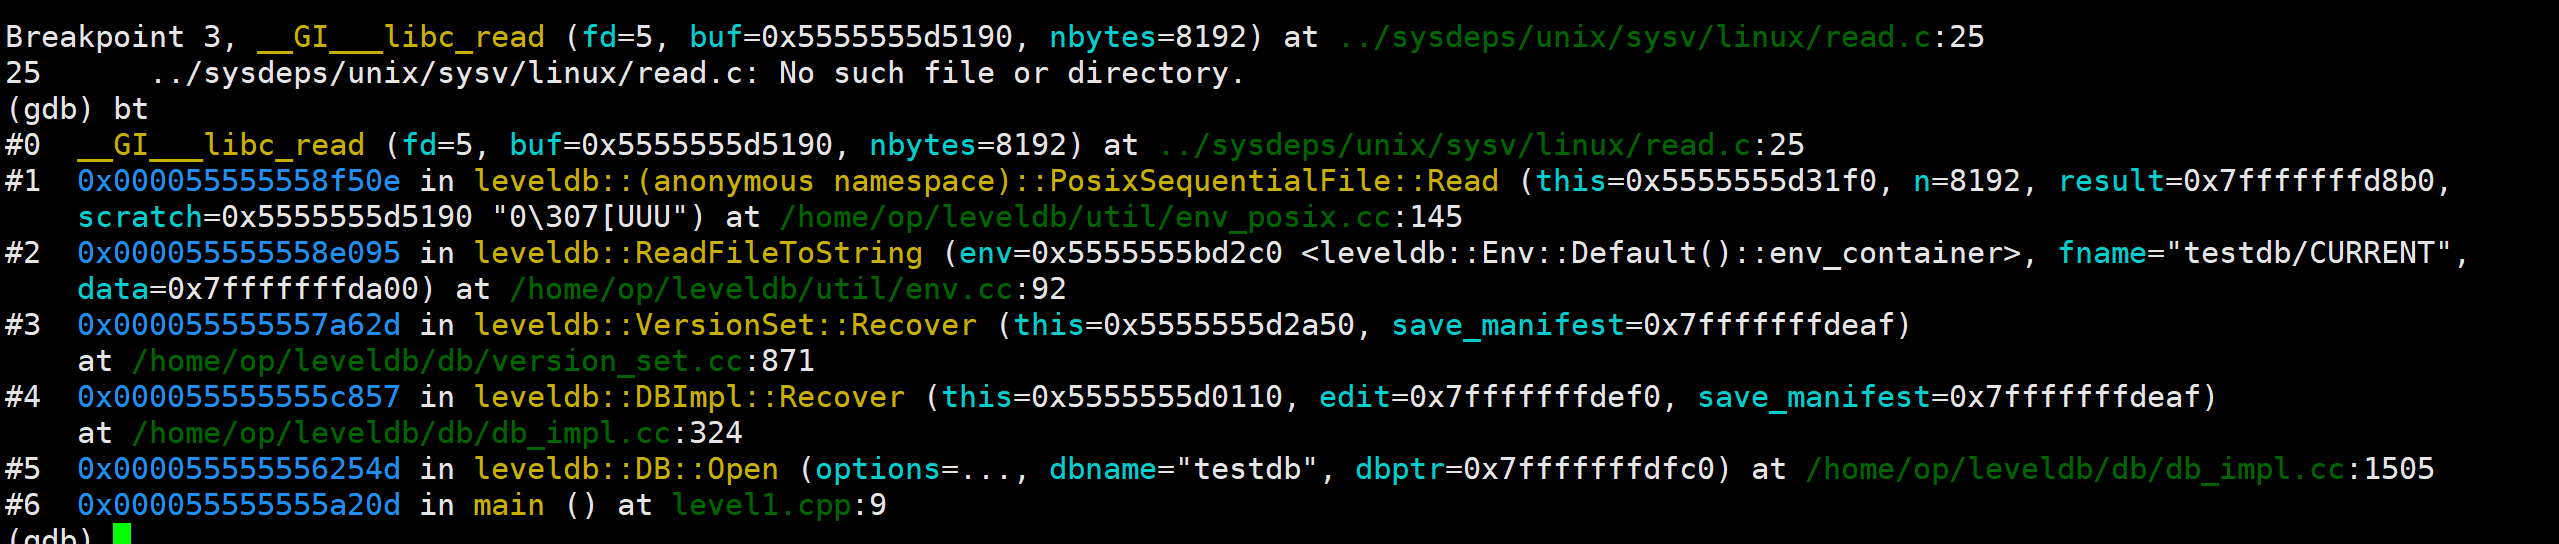 Breakpoint 3, __GI___libc_read (fd=5, buf=0x5555555d5190, nbytes=8192) at ../sysdeps/unix/sysv/linux/read.c:25
25      ../sysdeps/unix/sysv/linux/read.c: No such file or directory.
(gdb) bt
#0  __GI___libc_read (fd=5, buf=0x5555555d5190, nbytes=8192) at ../sysdeps/unix/sysv/linux/read.c:25
#1  0x000055555558f50e in leveldb::(anonymous namespace)::PosixSequentialFile::Read (this=0x5555555d31f0, n=8192, result=0x7fffffffd8b0,
    scratch=0x5555555d5190 "0\307[UUU") at /home/op/leveldb/util/env_posix.cc:145
#2  0x000055555558e095 in leveldb::ReadFileToString (env=0x5555555bd2c0 <leveldb::Env::Default()::env_container>, fname="testdb/CURRENT",
    data=0x7fffffffda00) at /home/op/leveldb/util/env.cc:92
#3  0x000055555557a62d in leveldb::VersionSet::Recover (this=0x5555555d2a50, save_manifest=0x7fffffffdeaf)
    at /home/op/leveldb/db/version_set.cc:871
#4  0x000055555555c857 in leveldb::DBImpl::Recover (this=0x5555555d0110, edit=0x7fffffffdef0, save_manifest=0x7fffffffdeaf)
    at /home/op/leveldb/db/db_impl.cc:324
#5  0x000055555556254d in leveldb::DB::Open (options=..., dbname="testdb", dbptr=0x7fffffffdfc0) at /home/op/leveldb/db/db_impl.cc:1505
#6  0x000055555555a20d in main () at level1.cpp:9
(gdb)